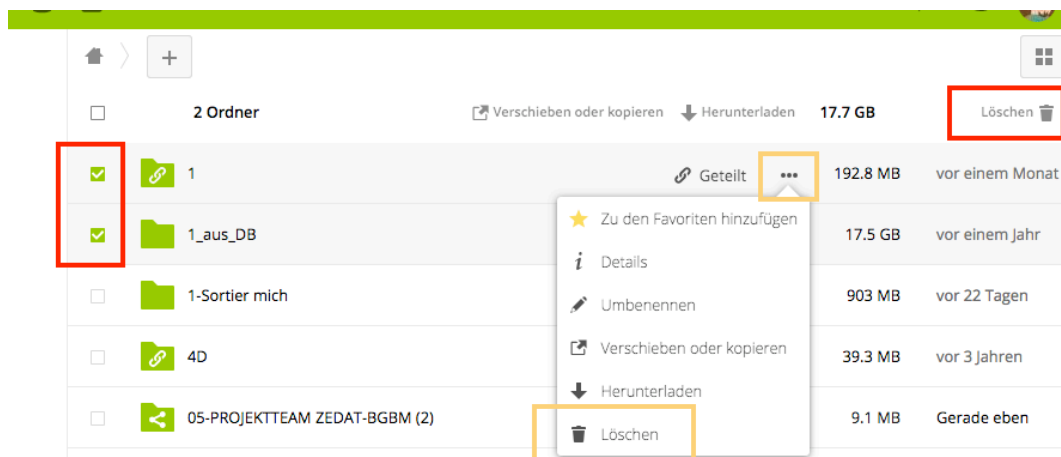 +
2 Ordner Verschieben oder kopieren Herunterladen 17.7 GB Löschen
1 Geteilt ••• 192.8 MB vor einem Monat
Zu den Favoriten hinzufügen
1_aus_DB 17.5 GB vor einem Jahr
i Details
1-Sortier mich 903 MB vor 22 Tagen
Umbenennen
4D Verschieben oder kopieren 39.3 MB vor 3 Jahren
Herunterladen
05-PROJEKTTEAM ZEDAT-BGBM (2) 9.1 MB Gerade eben
Löschen